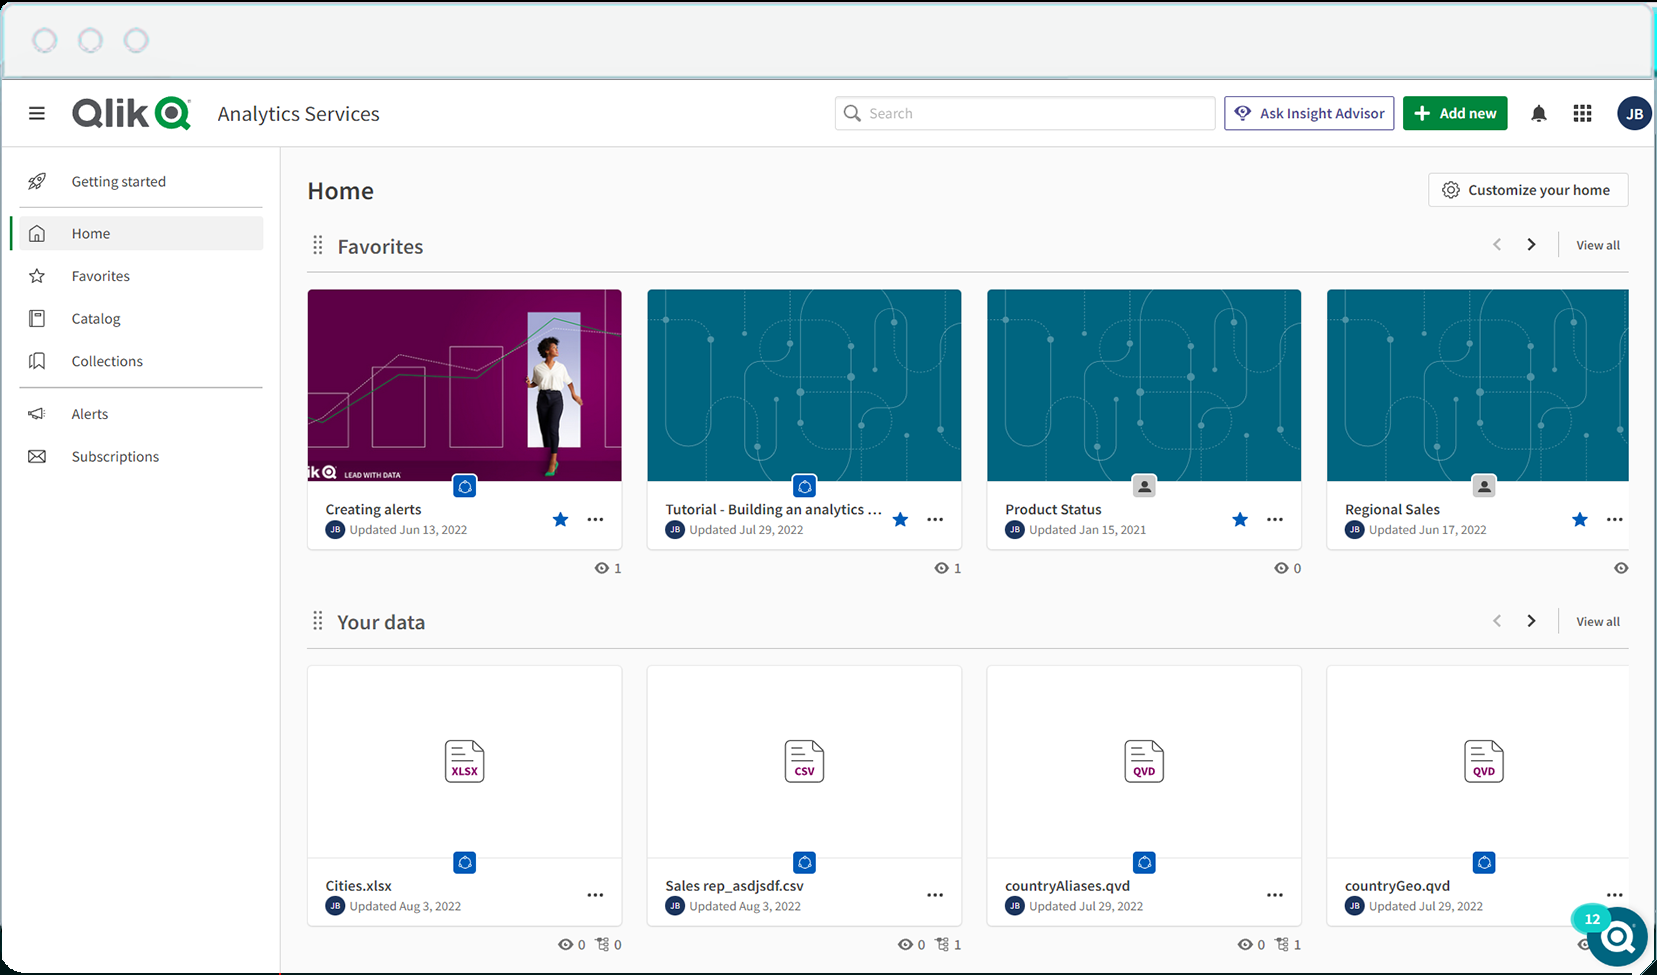 Qlik
Analytics Services
Search
Ask Insight Advisor
Add new
JB
Getting started
Home
Favorites
Catalog
Collections
Alerts
Subscriptions
Home
Customize your home
Favorites
View all
ik
LEAD WITH DATA
Creating alerts
JB Updated Jun 13, 2022
1
Tutorial - Building an analytics ...
JB Updated Jul 29, 2022
1
Product Status
JB Updated Jan 15, 2021
0
Regional Sales
JB Updated Jun 17, 2022
Your data
View all
XLSX
Cities.xlsx
JB Updated Aug 3, 2022
0 0
CSV
Sales rep_asdjsdf.csv
JB Updated Aug 3, 2022
0 1
QVD
countryAliases.qvd
JB Updated Jul 29, 2022
0 1
QVD
countryGeo.qvd
JB Updated Jul 29, 2022
12